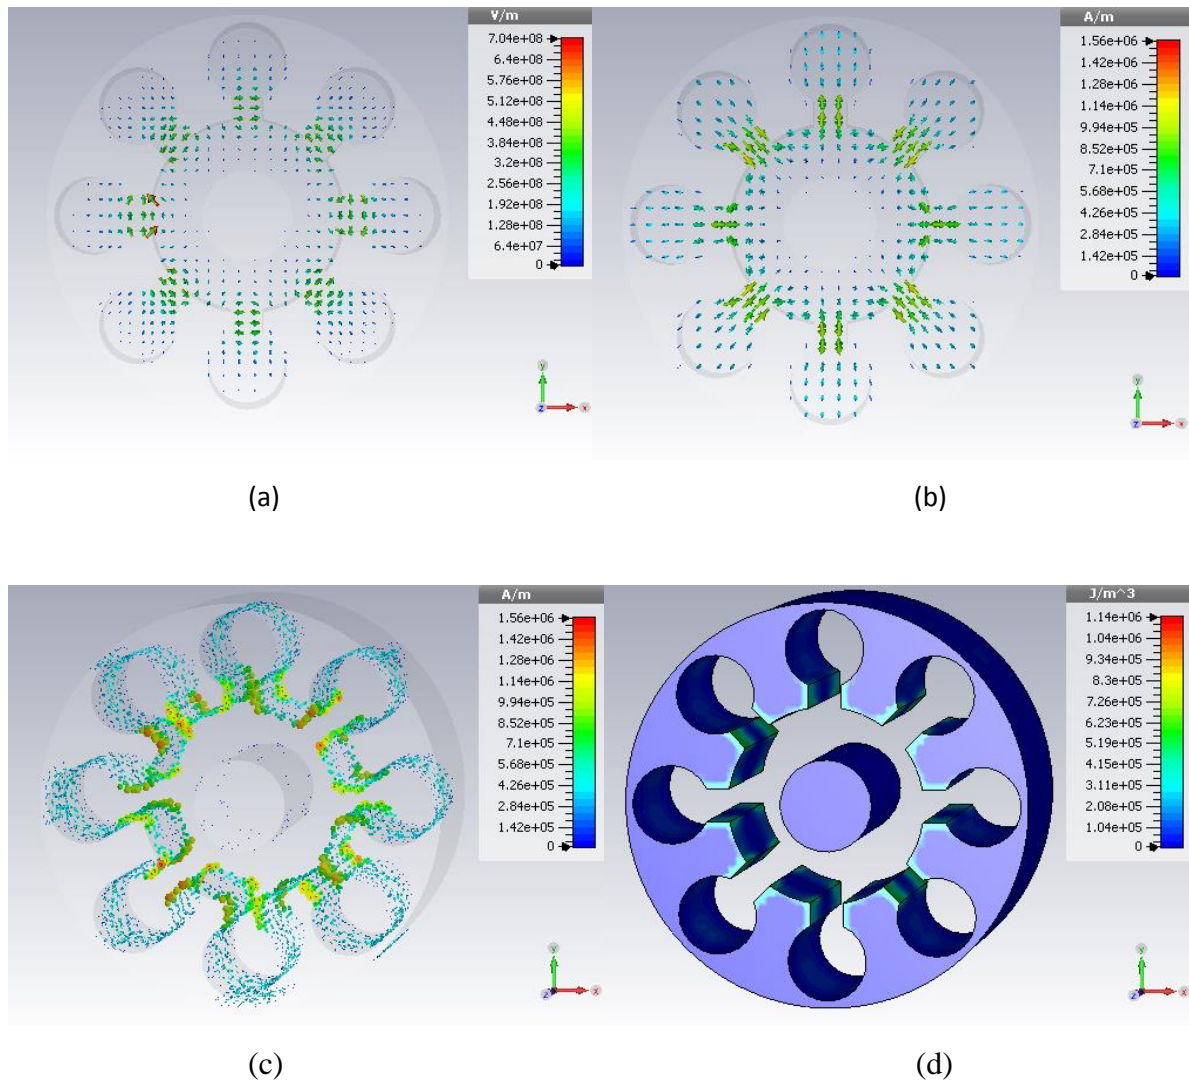 V/m
7.04e+08
6.4e+08
5.76e+08
5.12e+08
4.48e+08
3.84e+08
3.2e+08
2.56e+08
1.92e+08
1.28e+08
6.4e+07
0
y
z
x
A/m
1.56e+06
1.42e+06
1.28e+06
1.14e+06
9.94e+05
8.52e+05
7.1e+05
5.68e+05
4.26e+05
2.84e+05
1.42e+05
0
y
z
x
(a)
(b)
A/m
1.56e+06
1.42e+06
1.28e+06
1.14e+06
9.94e+05
8.52e+05
7.1e+05
5.68e+05
4.26e+05
2.84e+05
1.42e+05
0
y
z
x
J/m^3
1.14e+06
1.04e+06
9.34e+05
8.3e+05
7.26e+05
6.23e+05
5.19e+05
4.15e+05
3.11e+05
2.08e+05
1.04e+05
0
y
z
x
(c)
(d)